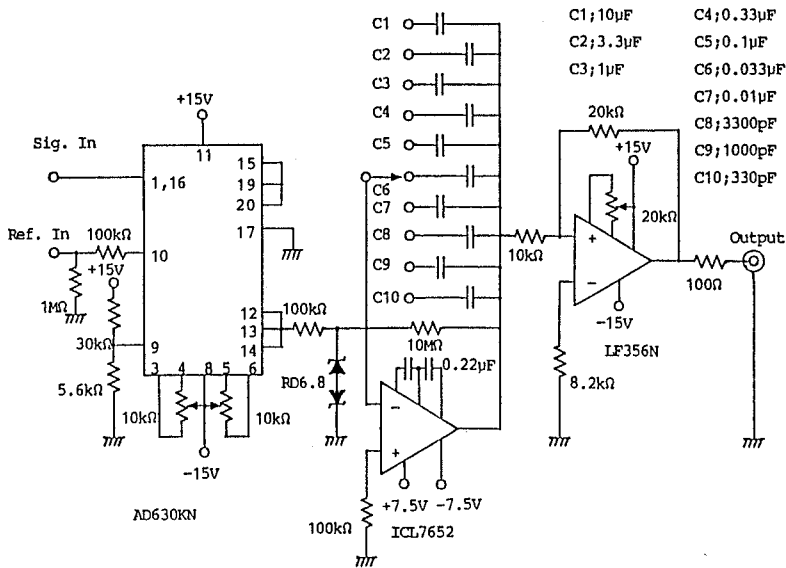 C1
C2
C3
C4
C5
C6
C7
C8
C9
C10
C1;10µF
C2;3.3µF
C3;1µF
C4;0.33µF
C5;0.1µF
C6;0.033µF
C7;0.01µF
C8;3300pF
C9;1000pF
C10;330pF
+15V
Sig. In
1,16
11
15
19
20
17
Ref. In
100kΩ
10
+15V
1MΩ
30kΩ
9
5.6kΩ
12
13
14
100kΩ
3 4 8 5 6
10kΩ
10kΩ
-15V
AD630KN
RD6.8
10MΩ
0.22µF
-
+
+7.5V -7.5V
100kΩ
ICL7652
10kΩ
20kΩ
+15V
20kΩ
+
-
-15V
LF356N
8.2kΩ
100Ω
Output